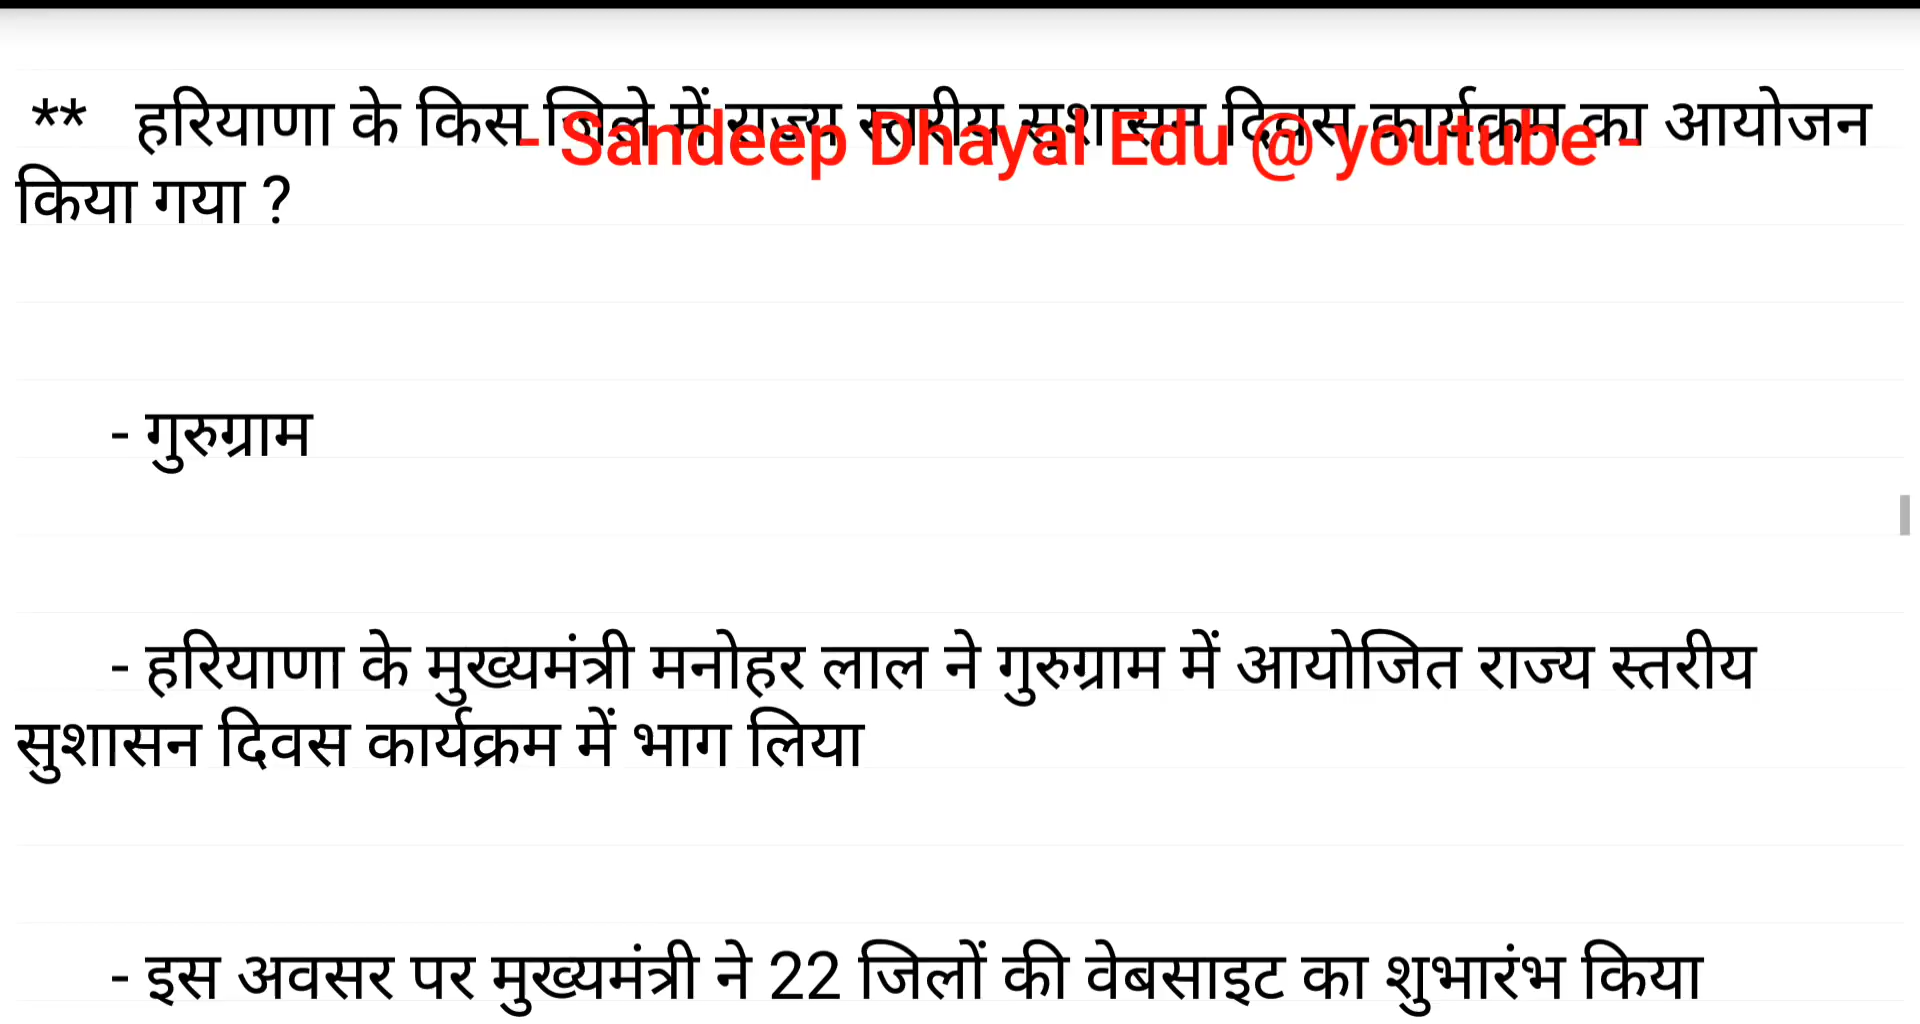 ** हरियाणा के किस जिले में राज्य स्तरीय सुशासन दिवस कार्यक्रम का आयोजन
- Sandeep Dhayal Edu @ youtube -
किया गया ?
- गुरुग्राम
- हरियाणा के मुख्यमंत्री मनोहर लाल ने गुरुग्राम में आयोजित राज्य स्तरीय
सुशासन दिवस कार्यक्रम में भाग लिया
- इस अवसर पर मुख्यमंत्री ने 22 जिलों की वेबसाइट का शुभारंभ किया